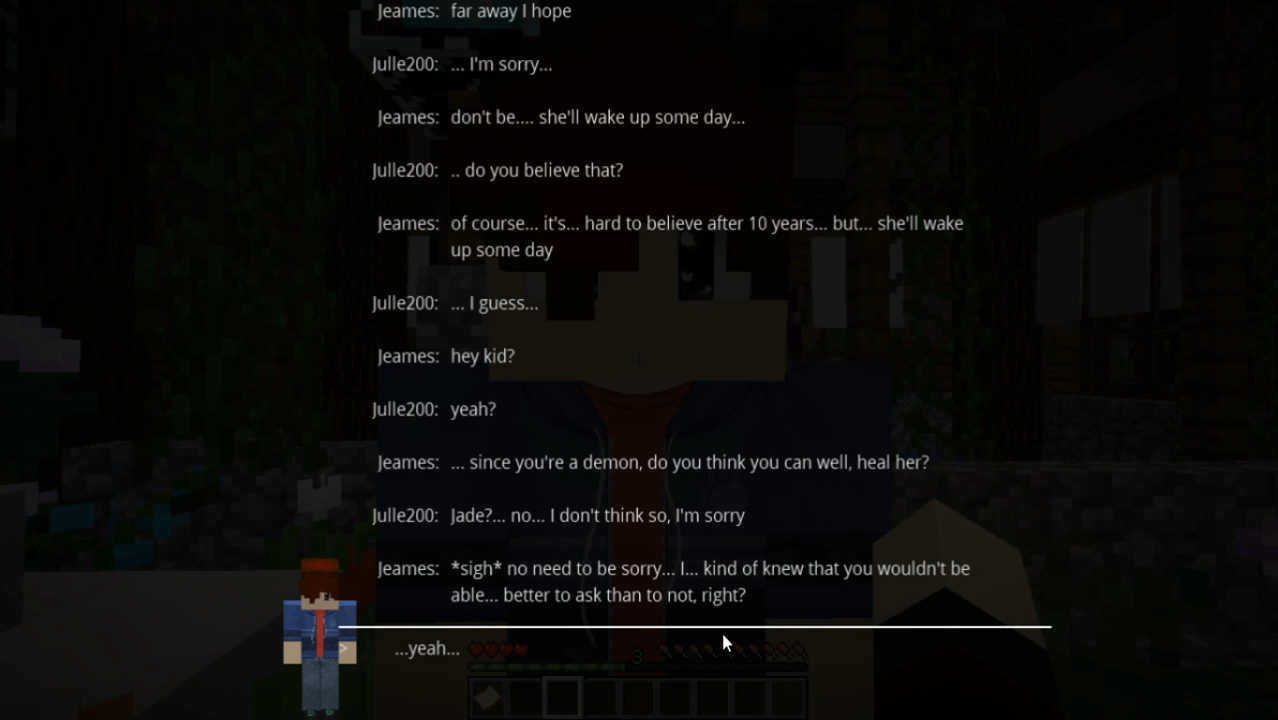 Jeames: far away I hope
Julle200: ... I'm sorry...
Jeames: don't be.... she'll wake up some day...
Julle200: .. do you believe that?
Jeames: of course... it's... hard to believe after 10 years... but... she'll wake
up some day
Julle200: ... I guess...
Jeames: hey kid?
Julle200: yeah?
Jeames: ... since you're a demon, do you think you can well, heal her?
Julle200: Jade?... no... I don't think so, I'm sorry
Jeames: *sigh* no need to be sorry... I... kind of knew that you wouldn't be
able... better to ask than to not, right?
> ...yeah...
3